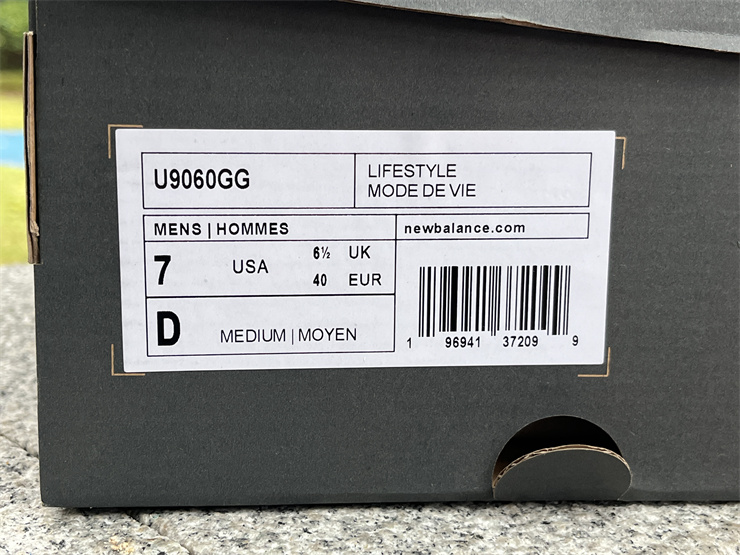 U9060GG
LIFESTYLE
MODE DE VIE
MENS | HOMMES
newbalance.com
7 USA 6½ UK
40 EUR
D MEDIUM | MOYEN
1 96941 37209 9